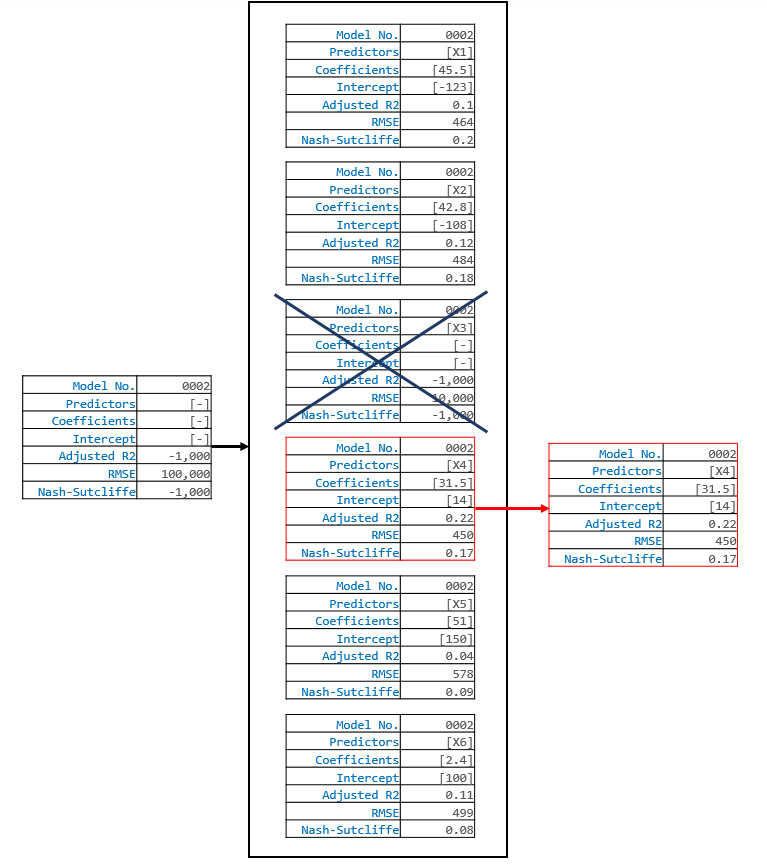 Model No. 0002
Predictors [-]
Coefficients [-]
Intercept [-]
Adjusted R2 -1,000
RMSE 100,000
Nash-Sutcliffe -1,000
Model No. 0002
Predictors [X1]
Coefficients [45.5]
Intercept [-123]
Adjusted R2 0.1
RMSE 464
Nash-Sutcliffe 0.2
Model No. 0002
Predictors [X2]
Coefficients [42.8]
Intercept [-108]
Adjusted R2 0.12
RMSE 484
Nash-Sutcliffe 0.18
Model No. 0002
Predictors [X3]
Coefficients [-]
Intercept [-]
Adjusted R2 -1,000
RMSE 10,000
Nash-Sutcliffe -1,000
Model No. 0002
Predictors [X4]
Coefficients [31.5]
Intercept [14]
Adjusted R2 0.22
RMSE 450
Nash-Sutcliffe 0.17
Model No. 0002
Predictors [X5]
Coefficients [51]
Intercept [150]
Adjusted R2 0.04
RMSE 578
Nash-Sutcliffe 0.09
Model No. 0002
Predictors [X6]
Coefficients [2.4]
Intercept [100]
Adjusted R2 0.11
RMSE 499
Nash-Sutcliffe 0.08
Model No. 0002
Predictors [X4]
Coefficients [31.5]
Intercept [14]
Adjusted R2 0.22
RMSE 450
Nash-Sutcliffe 0.17